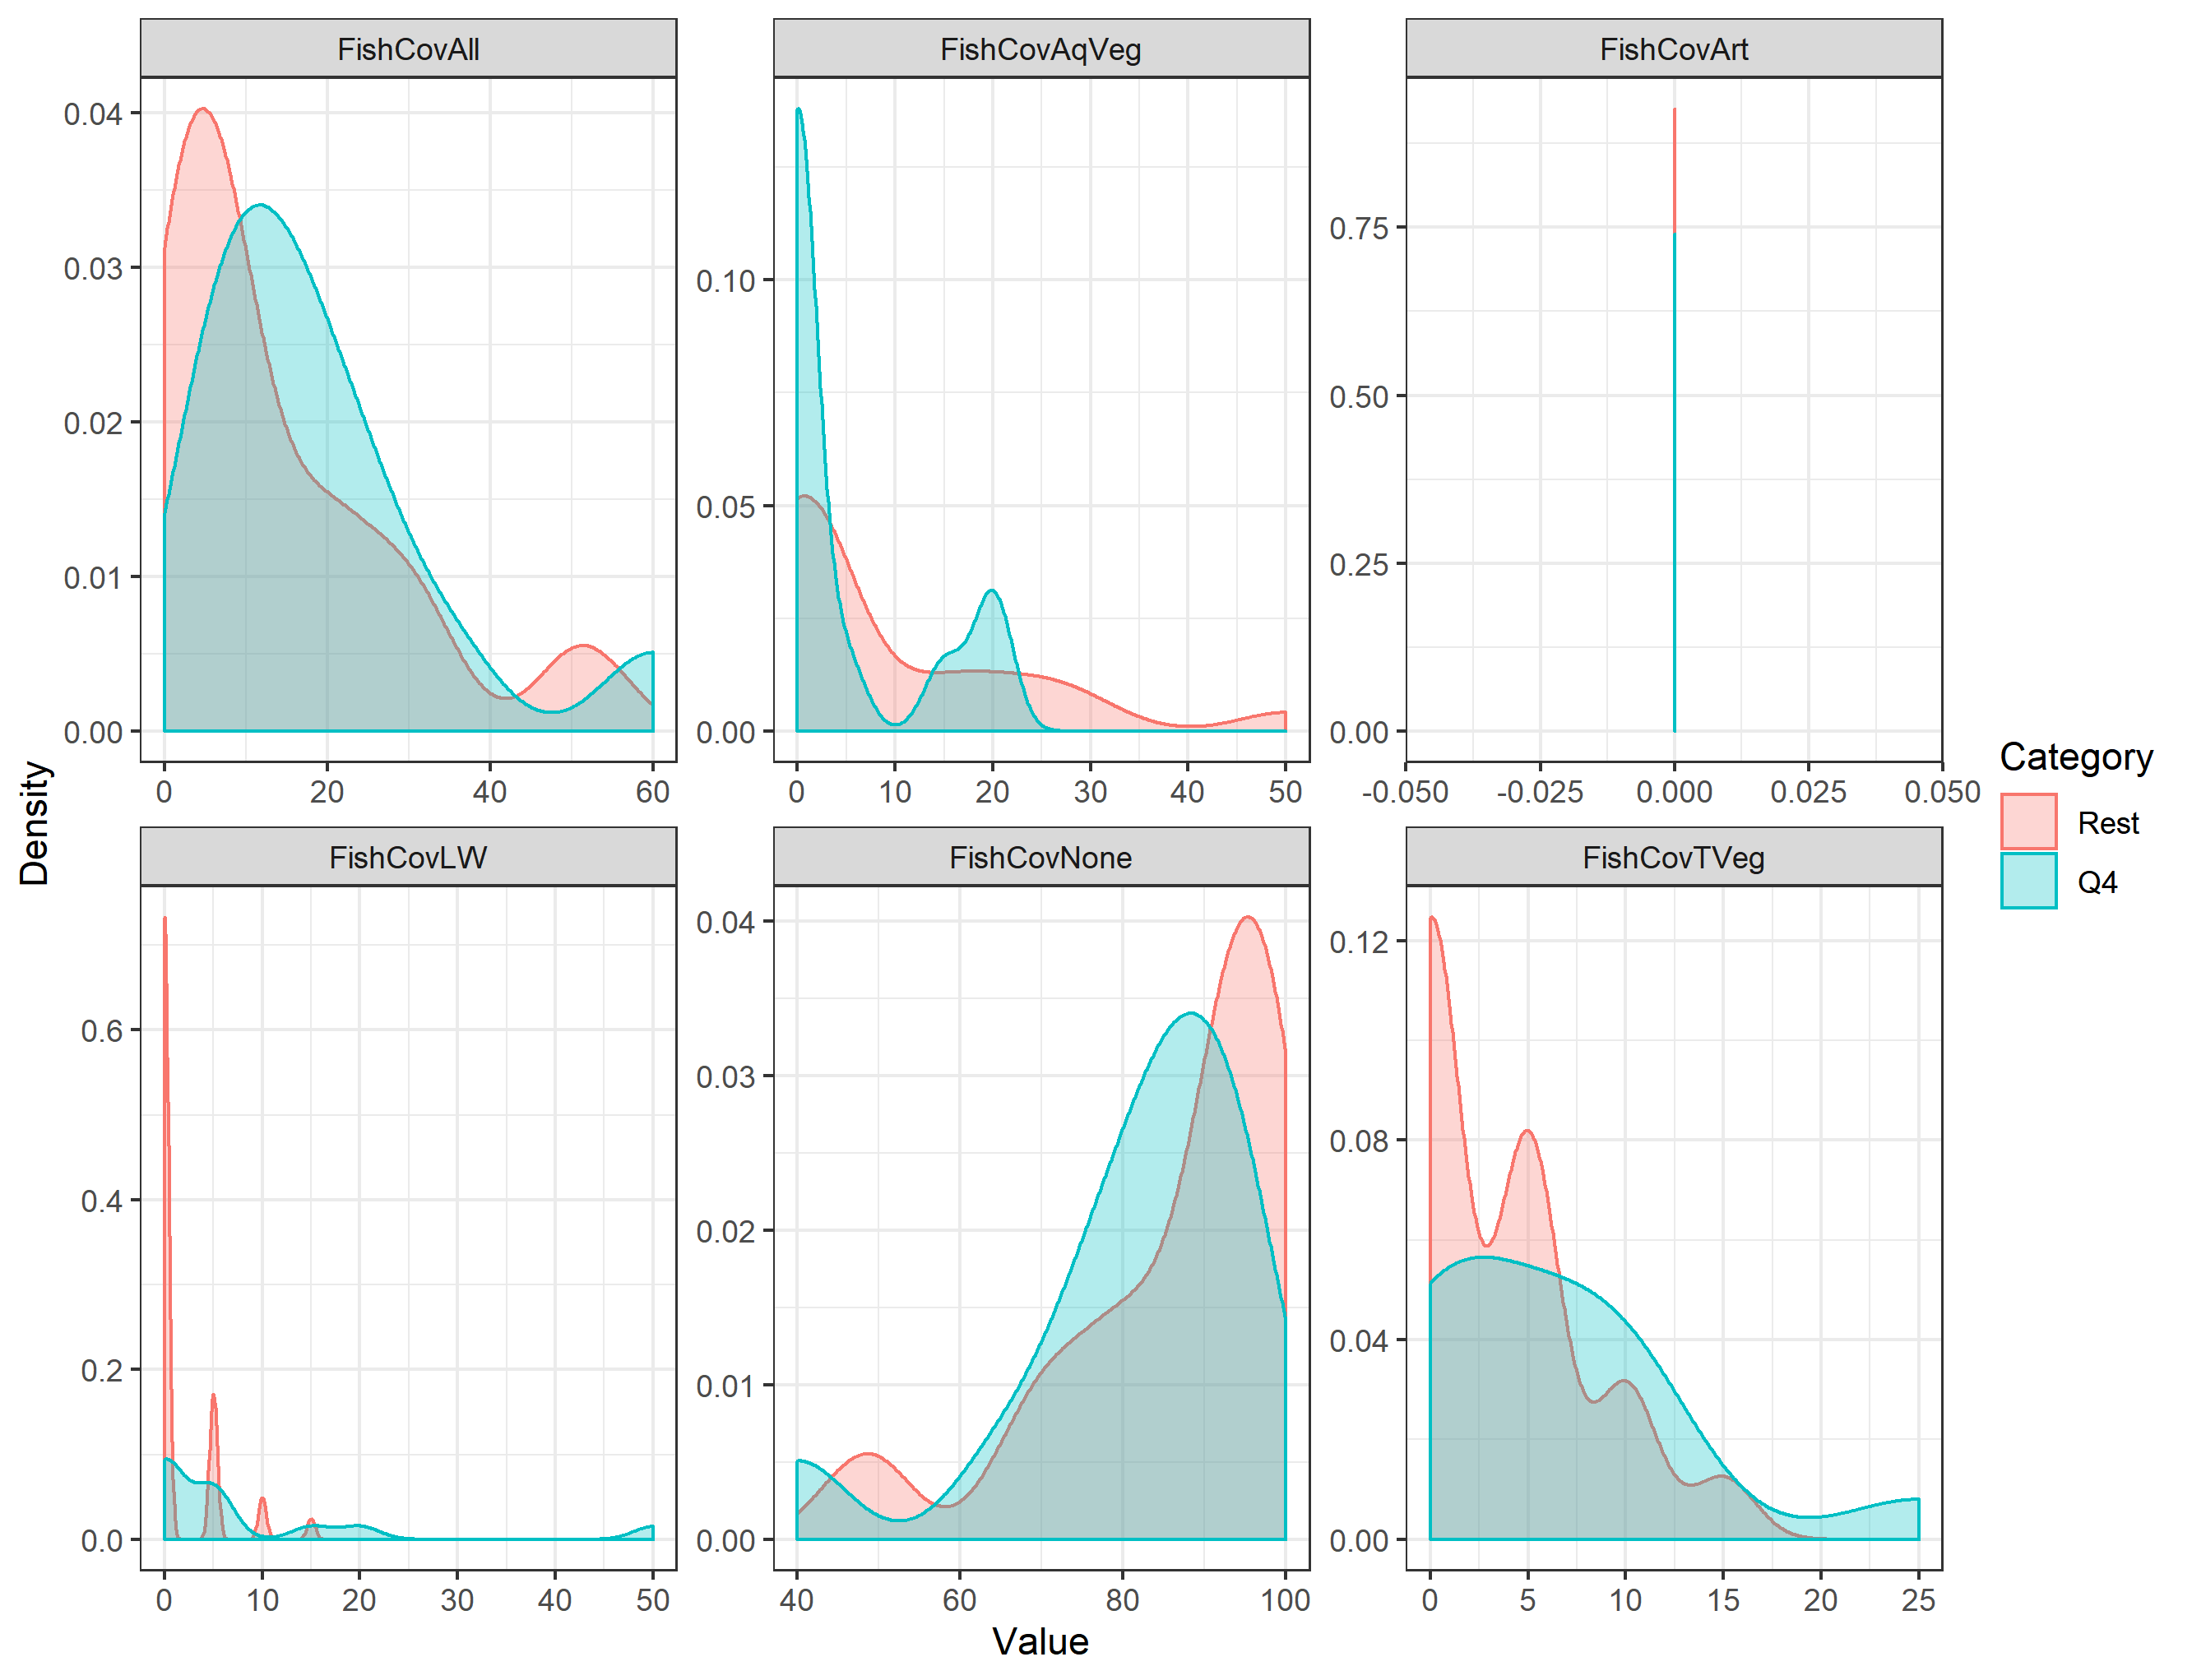 FishCovAll
FishCovAqVeg
FishCovArt
0.04
0.03
0.02
0.01
0.00
0 20 40 60
0.10
0.05
0.00
0 10 20 30 40 50
0.75
0.50
0.25
0.00
-0.050 -0.025 0.000 0.025 0.050
Density
FishCovLW
FishCovNone
FishCovTVeg
0.6
0.4
0.2
0.0
0 10 20 30 40 50
0.04
0.03
0.02
0.01
0.00
40 60 80 100
0.12
0.08
0.04
0.00
0 5 10 15 20 25
Value
Category
Rest
Q4